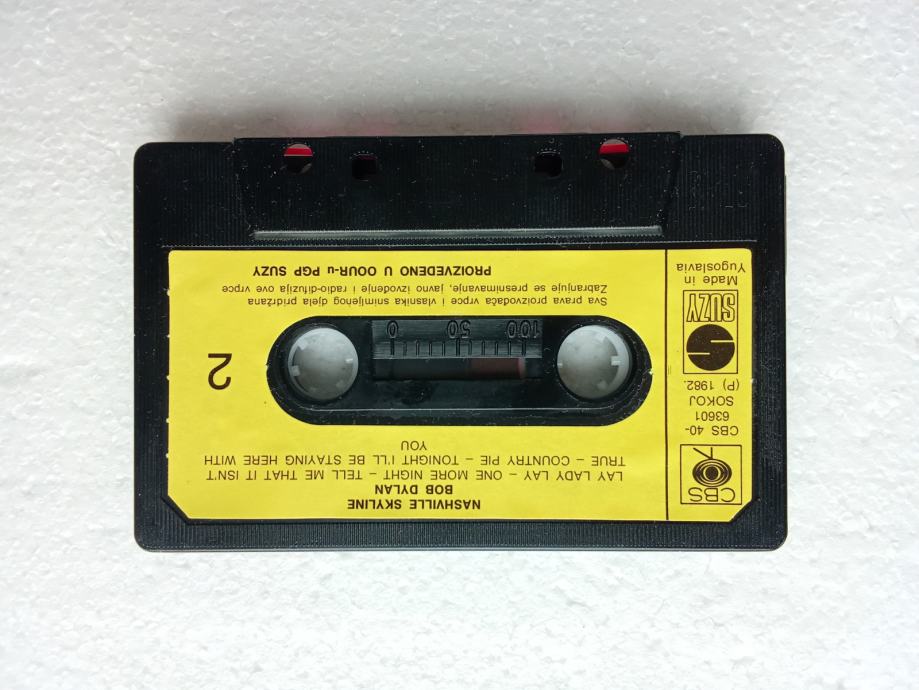 NASHVILLE SKYLINE
BOB DYLAN
LAY LADY LAY – ONE MORE NIGHT – TELL ME THAT IT ISN'T
TRUE – COUNTRY PIE – TONIGHT I'LL BE STAYING HERE WITH
YOU
CBS
CBS 40-
63601
SOKOJ
(P) 1982.
SUZY
Made in
Yugoslavia
2
100 50 0
Sva prava proizvođača vrpce i vlasnika snimljenog djela pridržana
Zabranjuje se presnimavanje, javno izvođenje i radio-difuzija ove vrpce
PROIZVEDENO U OOUR-u PGP SUZY